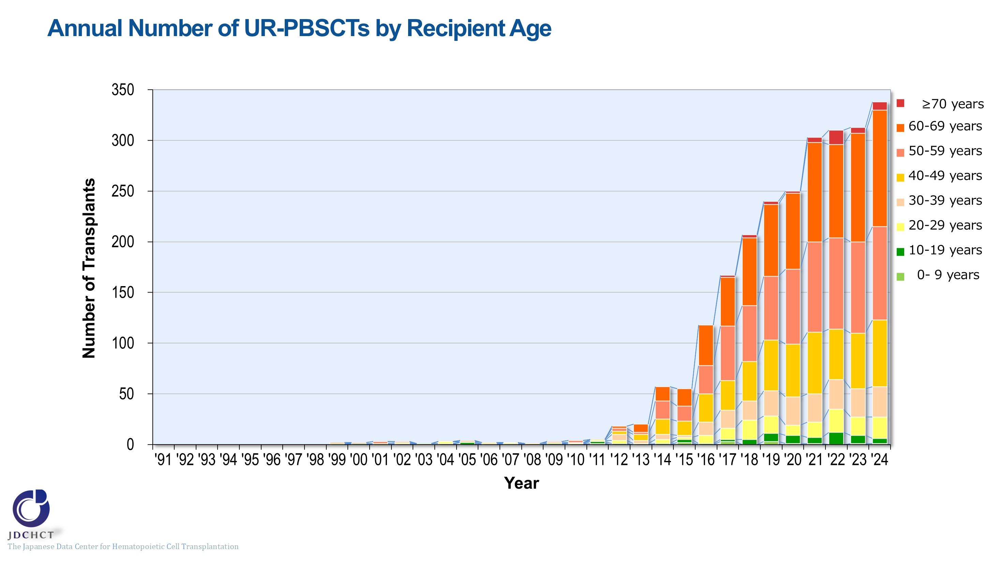 Annual Number of UR-PBSCTs by Recipient Age
Number of Transplants
350
300
250
200
150
100
50
0
'91 '92 '93 '94 '95 '96 '97 '98 '99 '00 '01 '02 '03 '04 '05 '06 '07 '08 '09 '10 '11 '12 '13 '14 '15 '16 '17 '18 '19 '20 '21 '22 '23 '24
Year
≥70 years
60-69 years
50-59 years
40-49 years
30-39 years
20-29 years
10-19 years
0- 9 years
JDCHCT
The Japanese Data Center for Hematopoietic Cell Transplantation